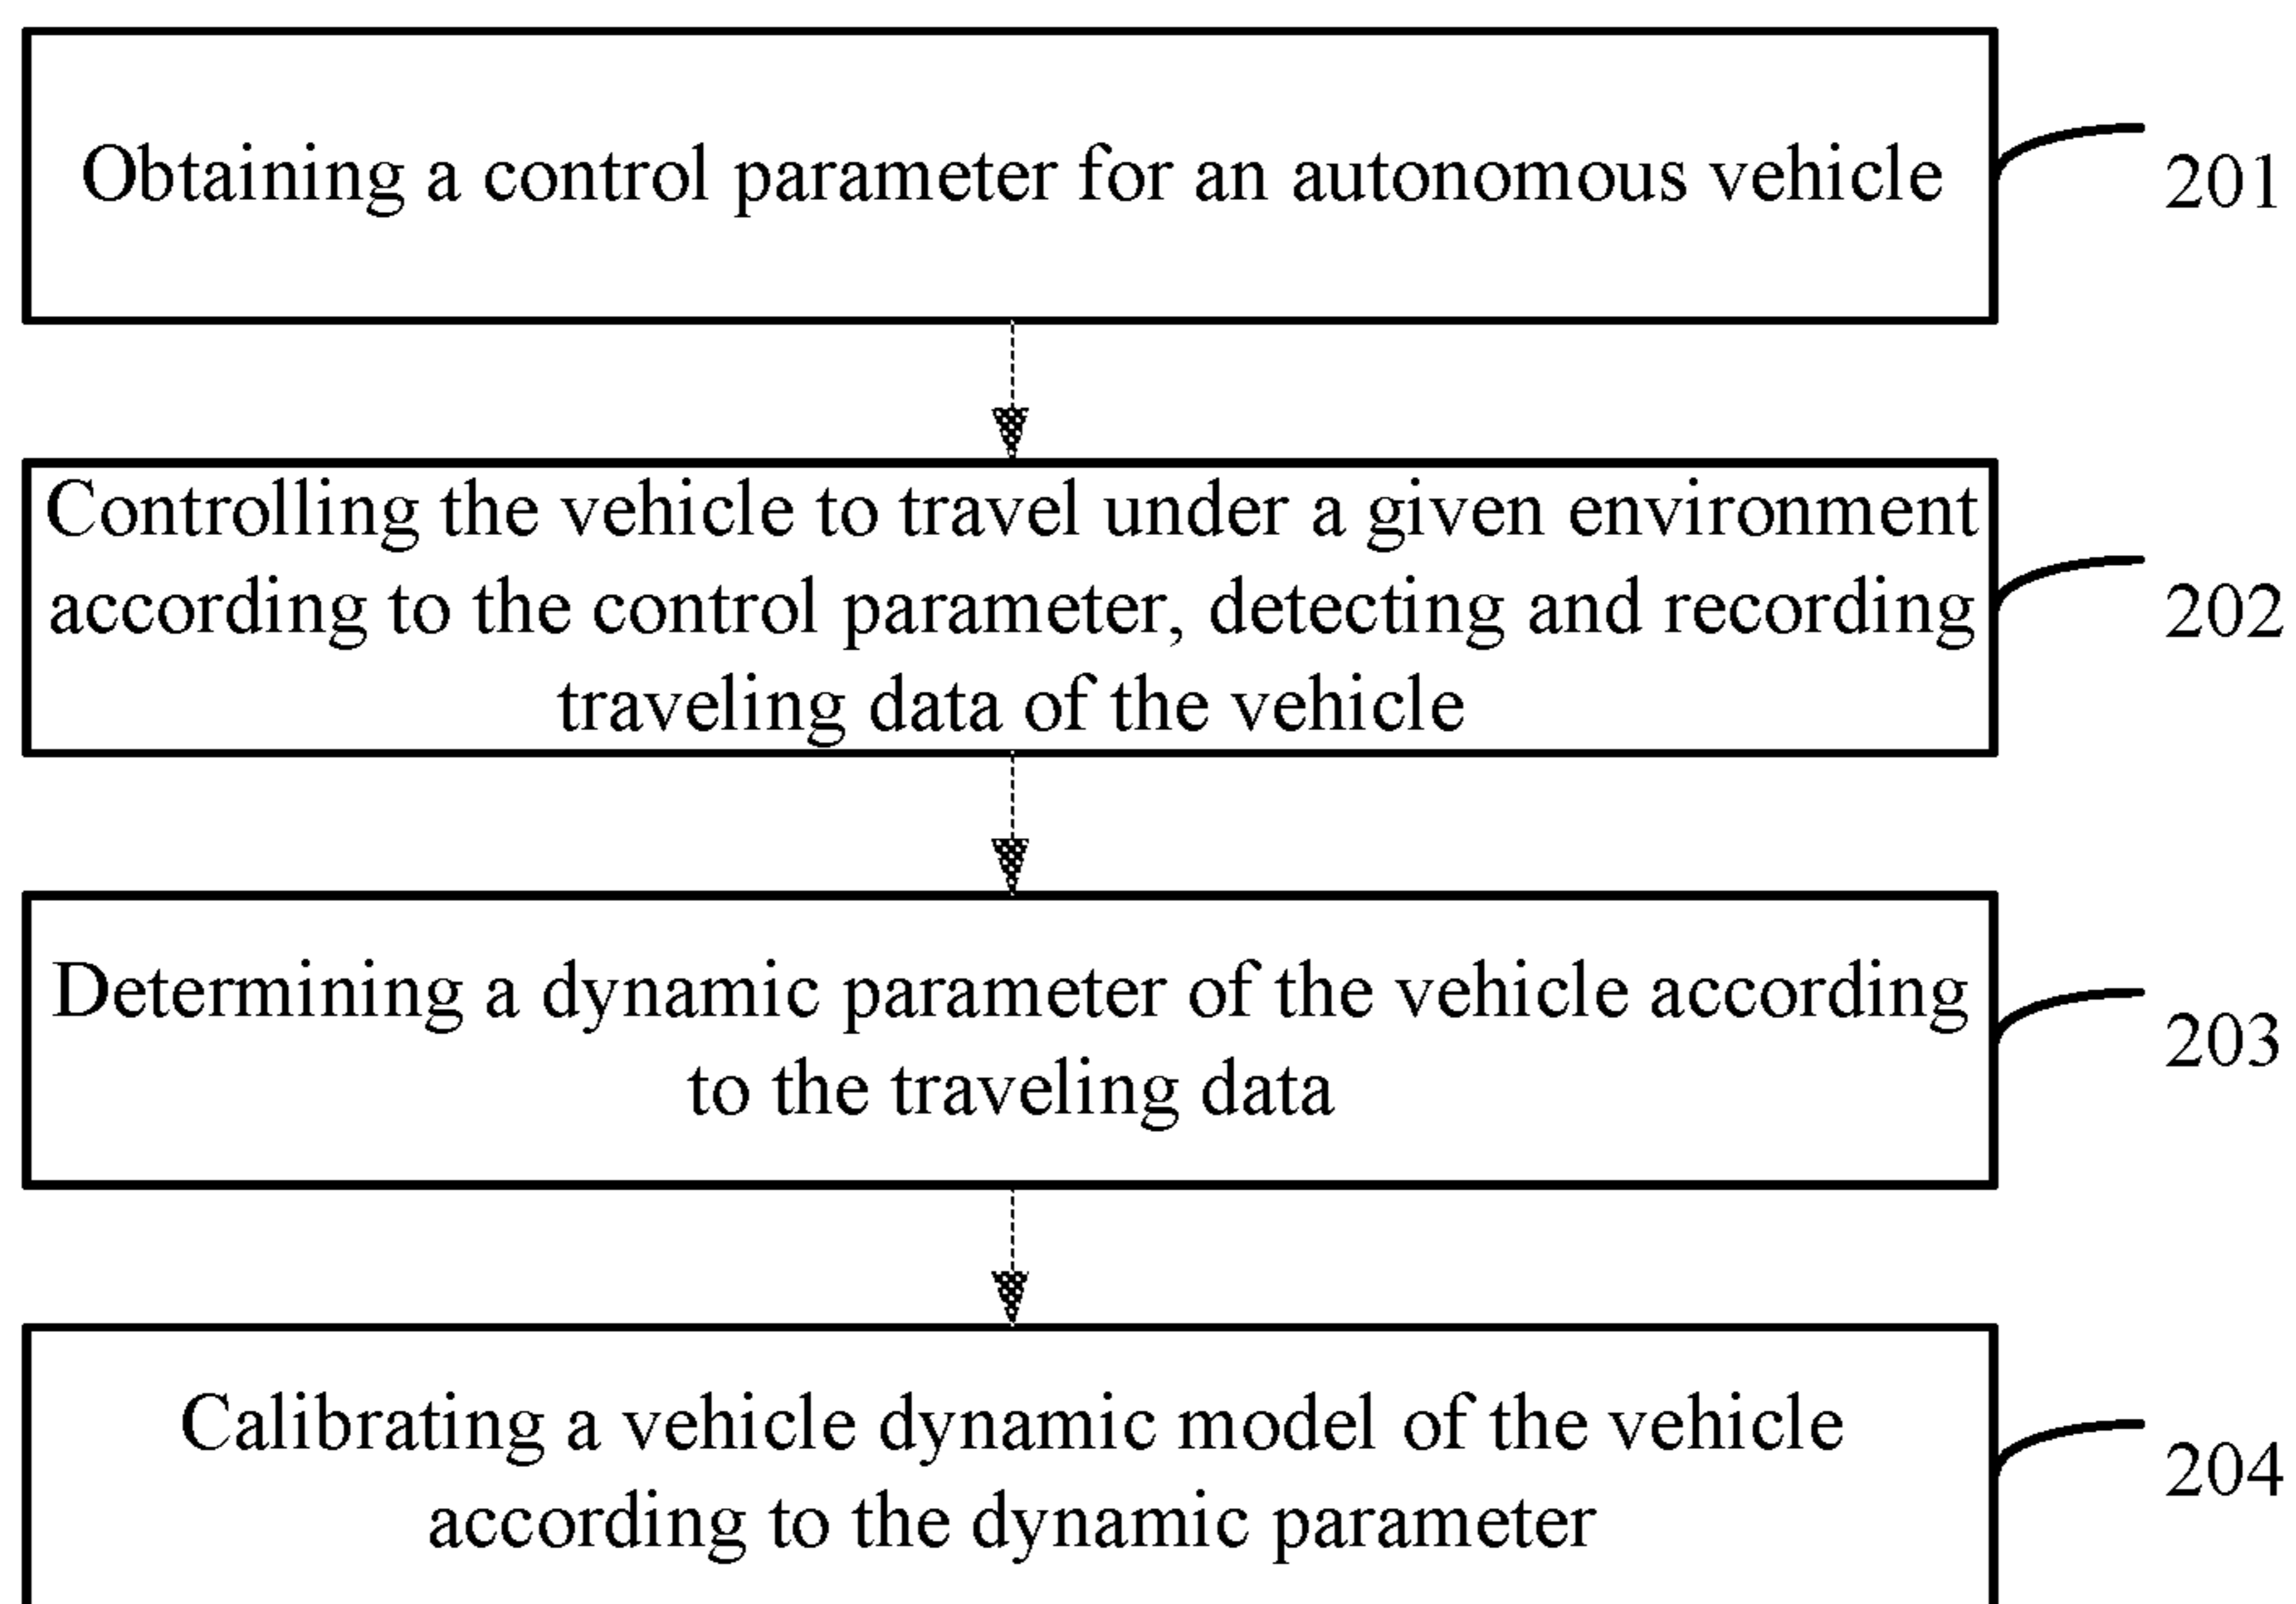 Obtaining a control parameter for an autonomous vehicle
201
Controlling the vehicle to travel under a given environment
according to the control parameter, detecting and recording
traveling data of the vehicle
202
Determining a dynamic parameter of the vehicle according
to the traveling data
203
Calibrating a vehicle dynamic model of the vehicle
according to the dynamic parameter
204